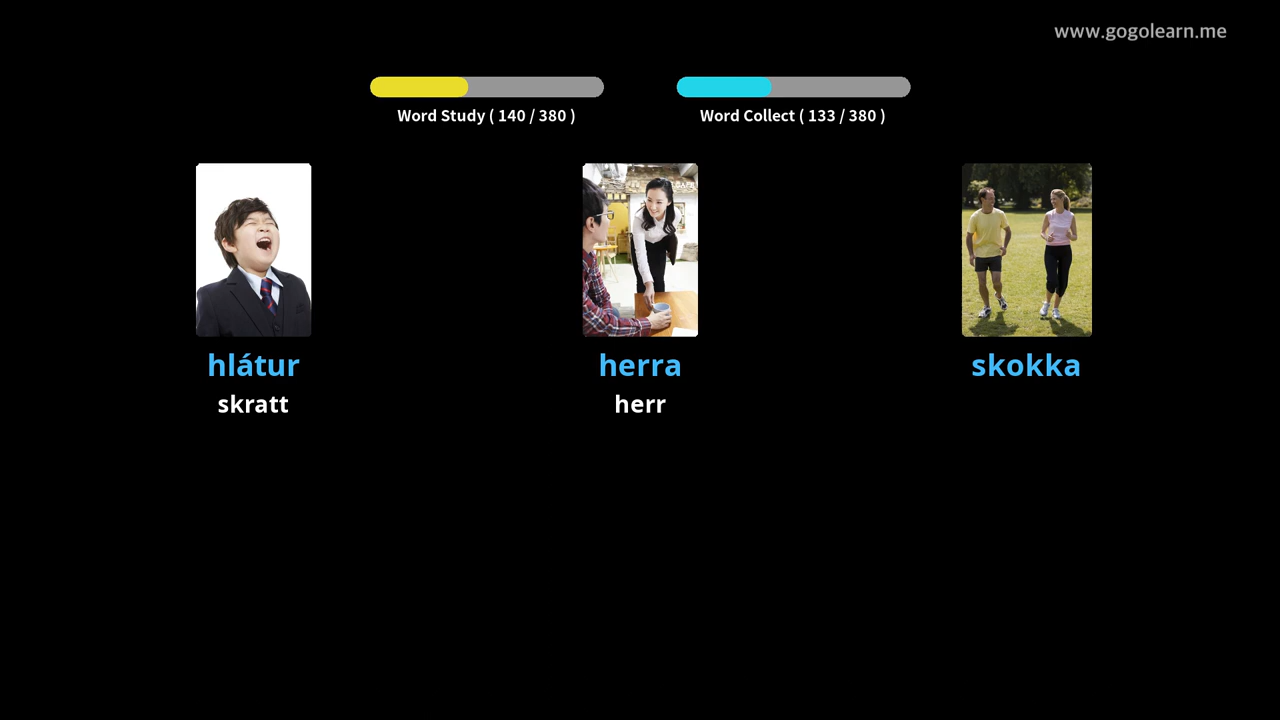 www.gogolearn.me
Word Study ( 140 / 380 )
Word Collect ( 133 / 380 )
hlátur
herra
skokka
skratt
herr